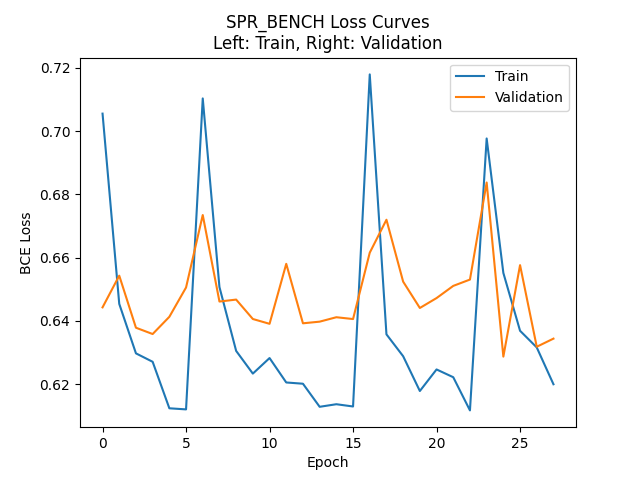 SPR_BENCH Loss Curves
Left: Train, Right: Validation
Train
Validation
0.72
0.70
0.68
0.66
0.64
0.62
BCE Loss
0
5
10
15
20
25
Epoch